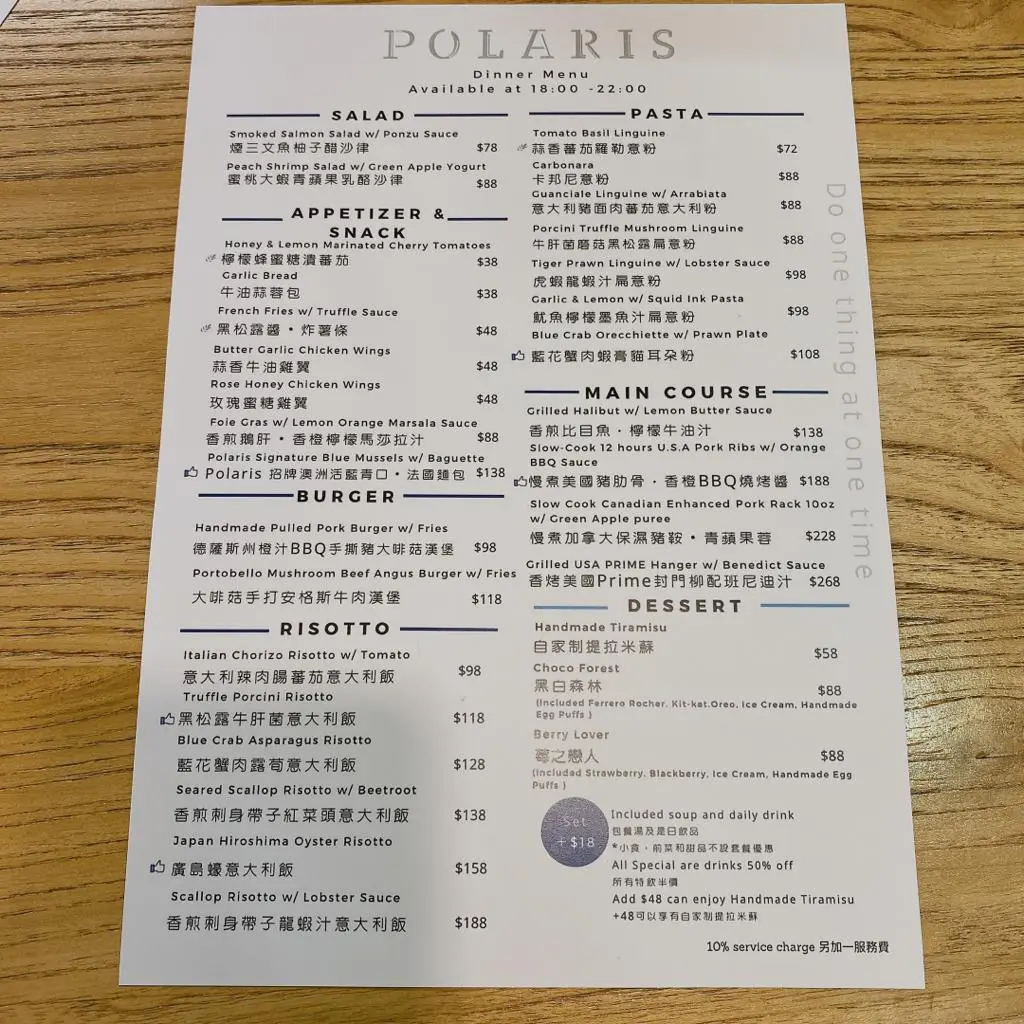 POLARIS
Dinner Menu
Available at 18:00 -22:00
SALAD
Smoked Salmon Salad w/ Ponzu Sauce
煙三文魚柚子醋沙律 $78
Peach Shrimp Salad w/ Green Apple Yogurt
蜜桃大蝦青蘋果乳酪沙律 $88
APPETIZER &
SNACK
Honey & Lemon Marinated Cherry Tomatoes
檸檬蜂蜜糖漬蕃茄 $38
Garlic Bread
牛油蒜蓉包 $38
French Fries w/ Truffle Sauce
黑松露醬・炸薯條 $48
Butter Garlic Chicken Wings
蒜香牛油雞翼 $48
Rose Honey Chicken Wings
玫瑰蜜糖雞翼 $48
Foie Gras w/ Lemon Orange Marsala Sauce
香煎鵝肝・香橙檸檬馬莎拉汁 $88
Polaris Signature Blue Mussels w/ Baguette
Polaris 招牌澳洲活藍青口・法國麵包 $138
BURGER
Handmade Pulled Pork Burger w/ Fries
德薩斯州橙汁BBQ手撕豬大啡菇漢堡 $98
Portobello Mushroom Beef Angus Burger w/ Fries
大啡菇手打安格斯牛肉漢堡 $118
RISOTTO
Italian Chorizo Risotto w/ Tomato
意大利辣肉腸蕃茄意大利飯 $98
Truffle Porcini Risotto
黑松露牛肝菌意大利飯 $118
Blue Crab Asparagus Risotto
藍花蟹肉露荀意大利飯 $128
Seared Scallop Risotto w/ Beetroot
香煎刺身帶子紅菜頭意大利飯 $138
Japan Hiroshima Oyster Risotto
廣島蠔意大利飯 $158
Scallop Risotto w/ Lobster Sauce
香煎刺身帶子龍蝦汁意大利飯 $188
PASTA
Tomato Basil Linguine
蒜香蕃茄羅勒意粉 $72
Carbonara
卡邦尼意粉 $88
Guanciale Linguine w/ Arrabiata
意大利豬面肉蕃茄意大利粉 $88
Porcini Truffle Mushroom Linguine
牛肝菌磨菇黑松露扁意粉 $88
Tiger Prawn Linguine w/ Lobster Sauce
虎蝦龍蝦汁扁意粉 $98
Garlic & Lemon w/ Squid Ink Pasta
魷魚檸檬墨魚汁扁意粉 $98
Blue Crab Orecchiette w/ Prawn Plate
藍花蟹肉蝦膏貓耳朵粉 $108
MAIN COURSE
Grilled Halibut w/ Lemon Butter Sauce
香煎比目魚・檸檬牛油汁 $138
Slow-Cook 12 hours U.S.A Pork Ribs w/ Orange
BBQ Sauce
慢煮美國豬肋骨・香橙BBQ燒烤醬 $188
Slow Cook Canadian Enhanced Pork Rack 10oz
w/ Green Apple puree
慢煮加拿大保濕豬鞍・青蘋果蓉 $228
Grilled USA PRIME Hanger w/ Benedict Sauce
香烤美國Prime封門柳配班尼迪汁 $268
DESSERT
Handmade Tiramisu
自家制提拉米蘇 $58
Choco Forest
黑白森林 $88
(Included Ferrero Rocher, Kit-kat,Oreo, Ice Cream, Handmade
Egg Puffs )
Berry Lover
莓之戀人 $88
(Included Strawberry, Blackberry, Ice Cream, Handmade Egg
Puffs )
Set
+$18
Included soup and daily drink
包餐湯及是日飲品
*小食、前菜和甜品不設套餐優惠
All Special are drinks 50% off
所有特飲半價
Add $48 can enjoy Handmade Tiramisu
+48可以享有自家制提拉米蘇
10% service charge 另加一服務費
Do one thing at one time